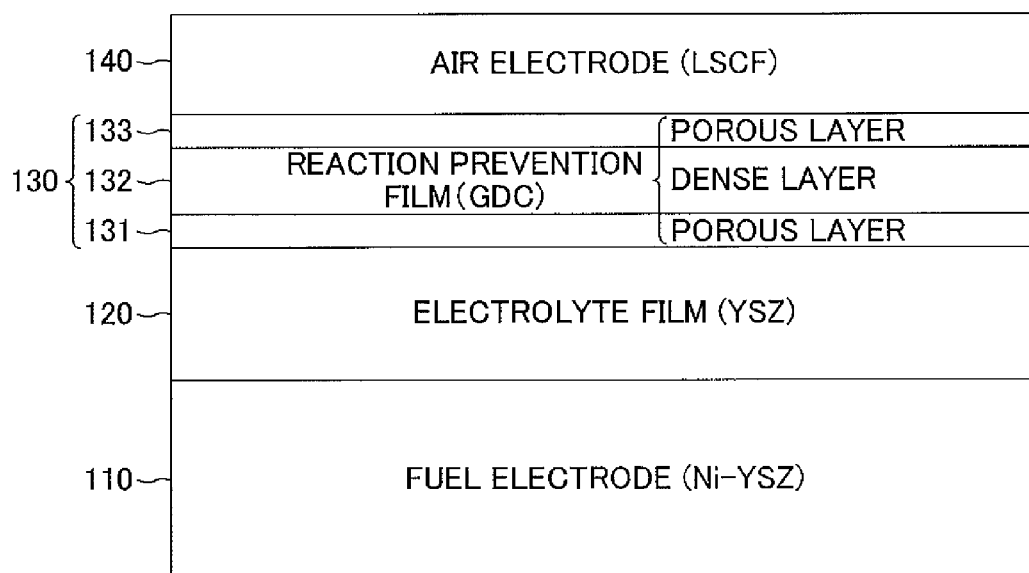 140
AIR ELECTRODE (LSCF)
133
POROUS LAYER
130
132
REACTION PREVENTION
FILM (GDC)
DENSE LAYER
131
POROUS LAYER
120
ELECTROLYTE FILM (YSZ)
110
FUEL ELECTRODE (Ni-YSZ)